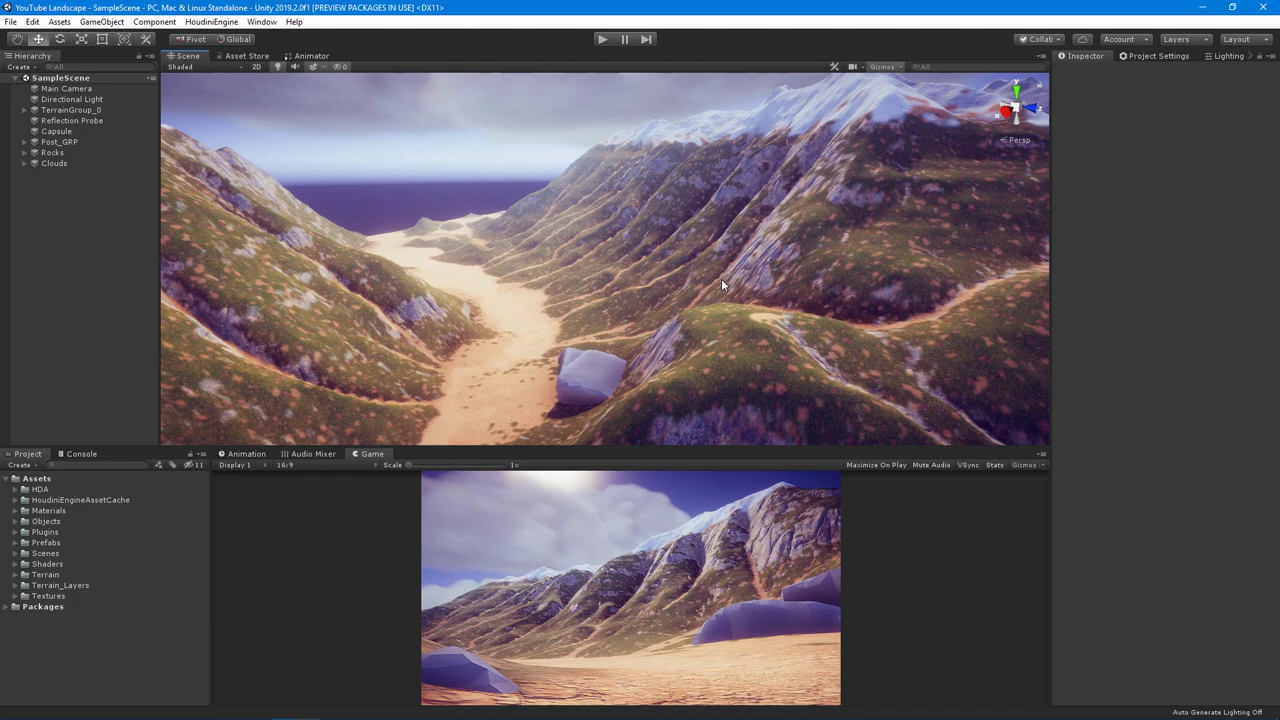 YouTube Landscape - SampleScene - PC, Mac & Linux Standalone - Unity 2019.2.0f1 [PREVIEW PACKAGES IN USE] <DX11>
File Edit Assets GameObject Component HoudiniEngine Window Help
Pivot Global Collab Account Layers Layout
Hierarchy Scene Asset Store Animator Inspector Project Settings Lighting
Create All Shaded 2D 0 Gizmos All
SampleScene
Main Camera
Directional Light
TerrainGroup_0
Reflection Probe
Capsule
Post_GRP
Rocks
Clouds
y
x z
Persp
Project Console Animation Audio Mixer Game
Create 11 Display 1 16:9 Scale 1x Maximize On Play Mute Audio VSync Stats Gizmos
Assets
HDA
HoudiniEngineAssetCache
Materials
Objects
Plugins
Prefabs
Scenes
Shaders
Terrain
Terrain_Layers
Textures
Packages
Auto Generate Lighting Off